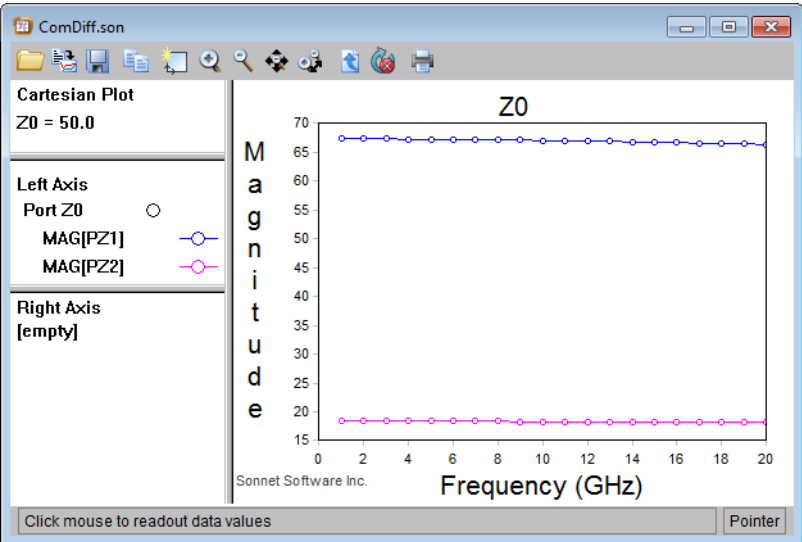 ComDiff.son
Cartesian Plot
Z0 = 50.0
Left Axis
Port Z0
MAG[PZ1]
MAG[PZ2]
Right Axis
[empty]
Z0
Magnitude
70
65
60
55
50
45
40
35
30
25
20
15
0 2 4 6 8 10 12 14 16 18 20
Sonnet Software Inc.
Frequency (GHz)
Click mouse to readout data values
Pointer